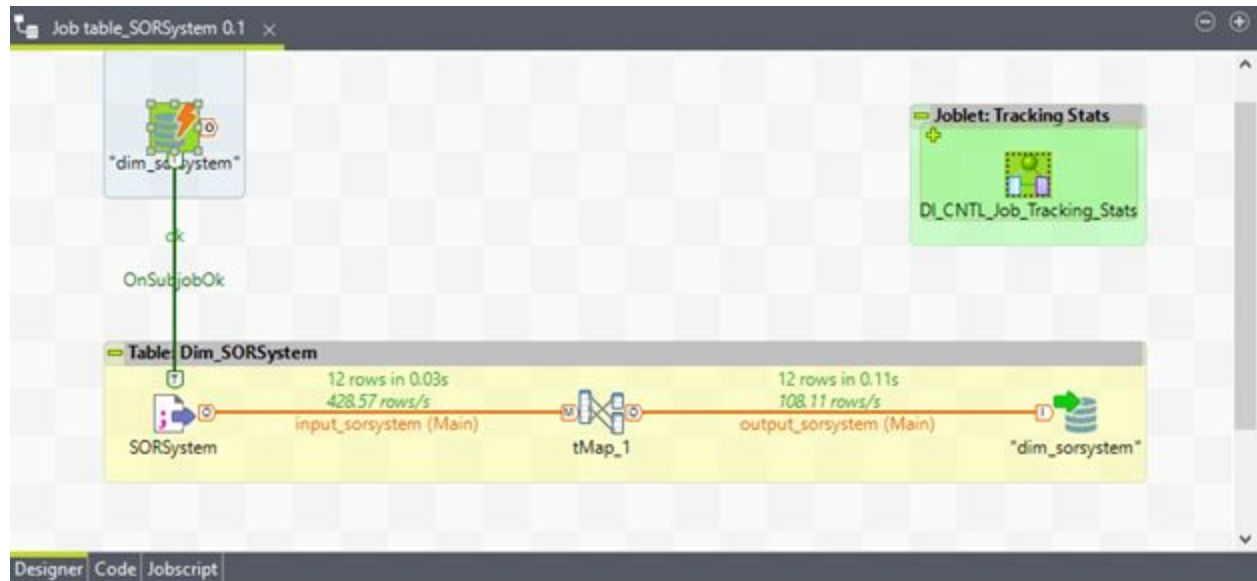 Job table_SORSystem 0.1
Joblet: Tracking Stats
"dim_sorsystem"
DI_CNTL_Job_Tracking_Stats
ok
OnSubjobOk
Table: Dim_SORSystem
12 rows in 0.03s
12 rows in 0.11s
428.57 rows/s
108.11 rows/s
input_sorsystem (Main)
output_sorsystem (Main)
SORSystem
tMap_1
"dim_sorsystem"
Designer Code Jobscript